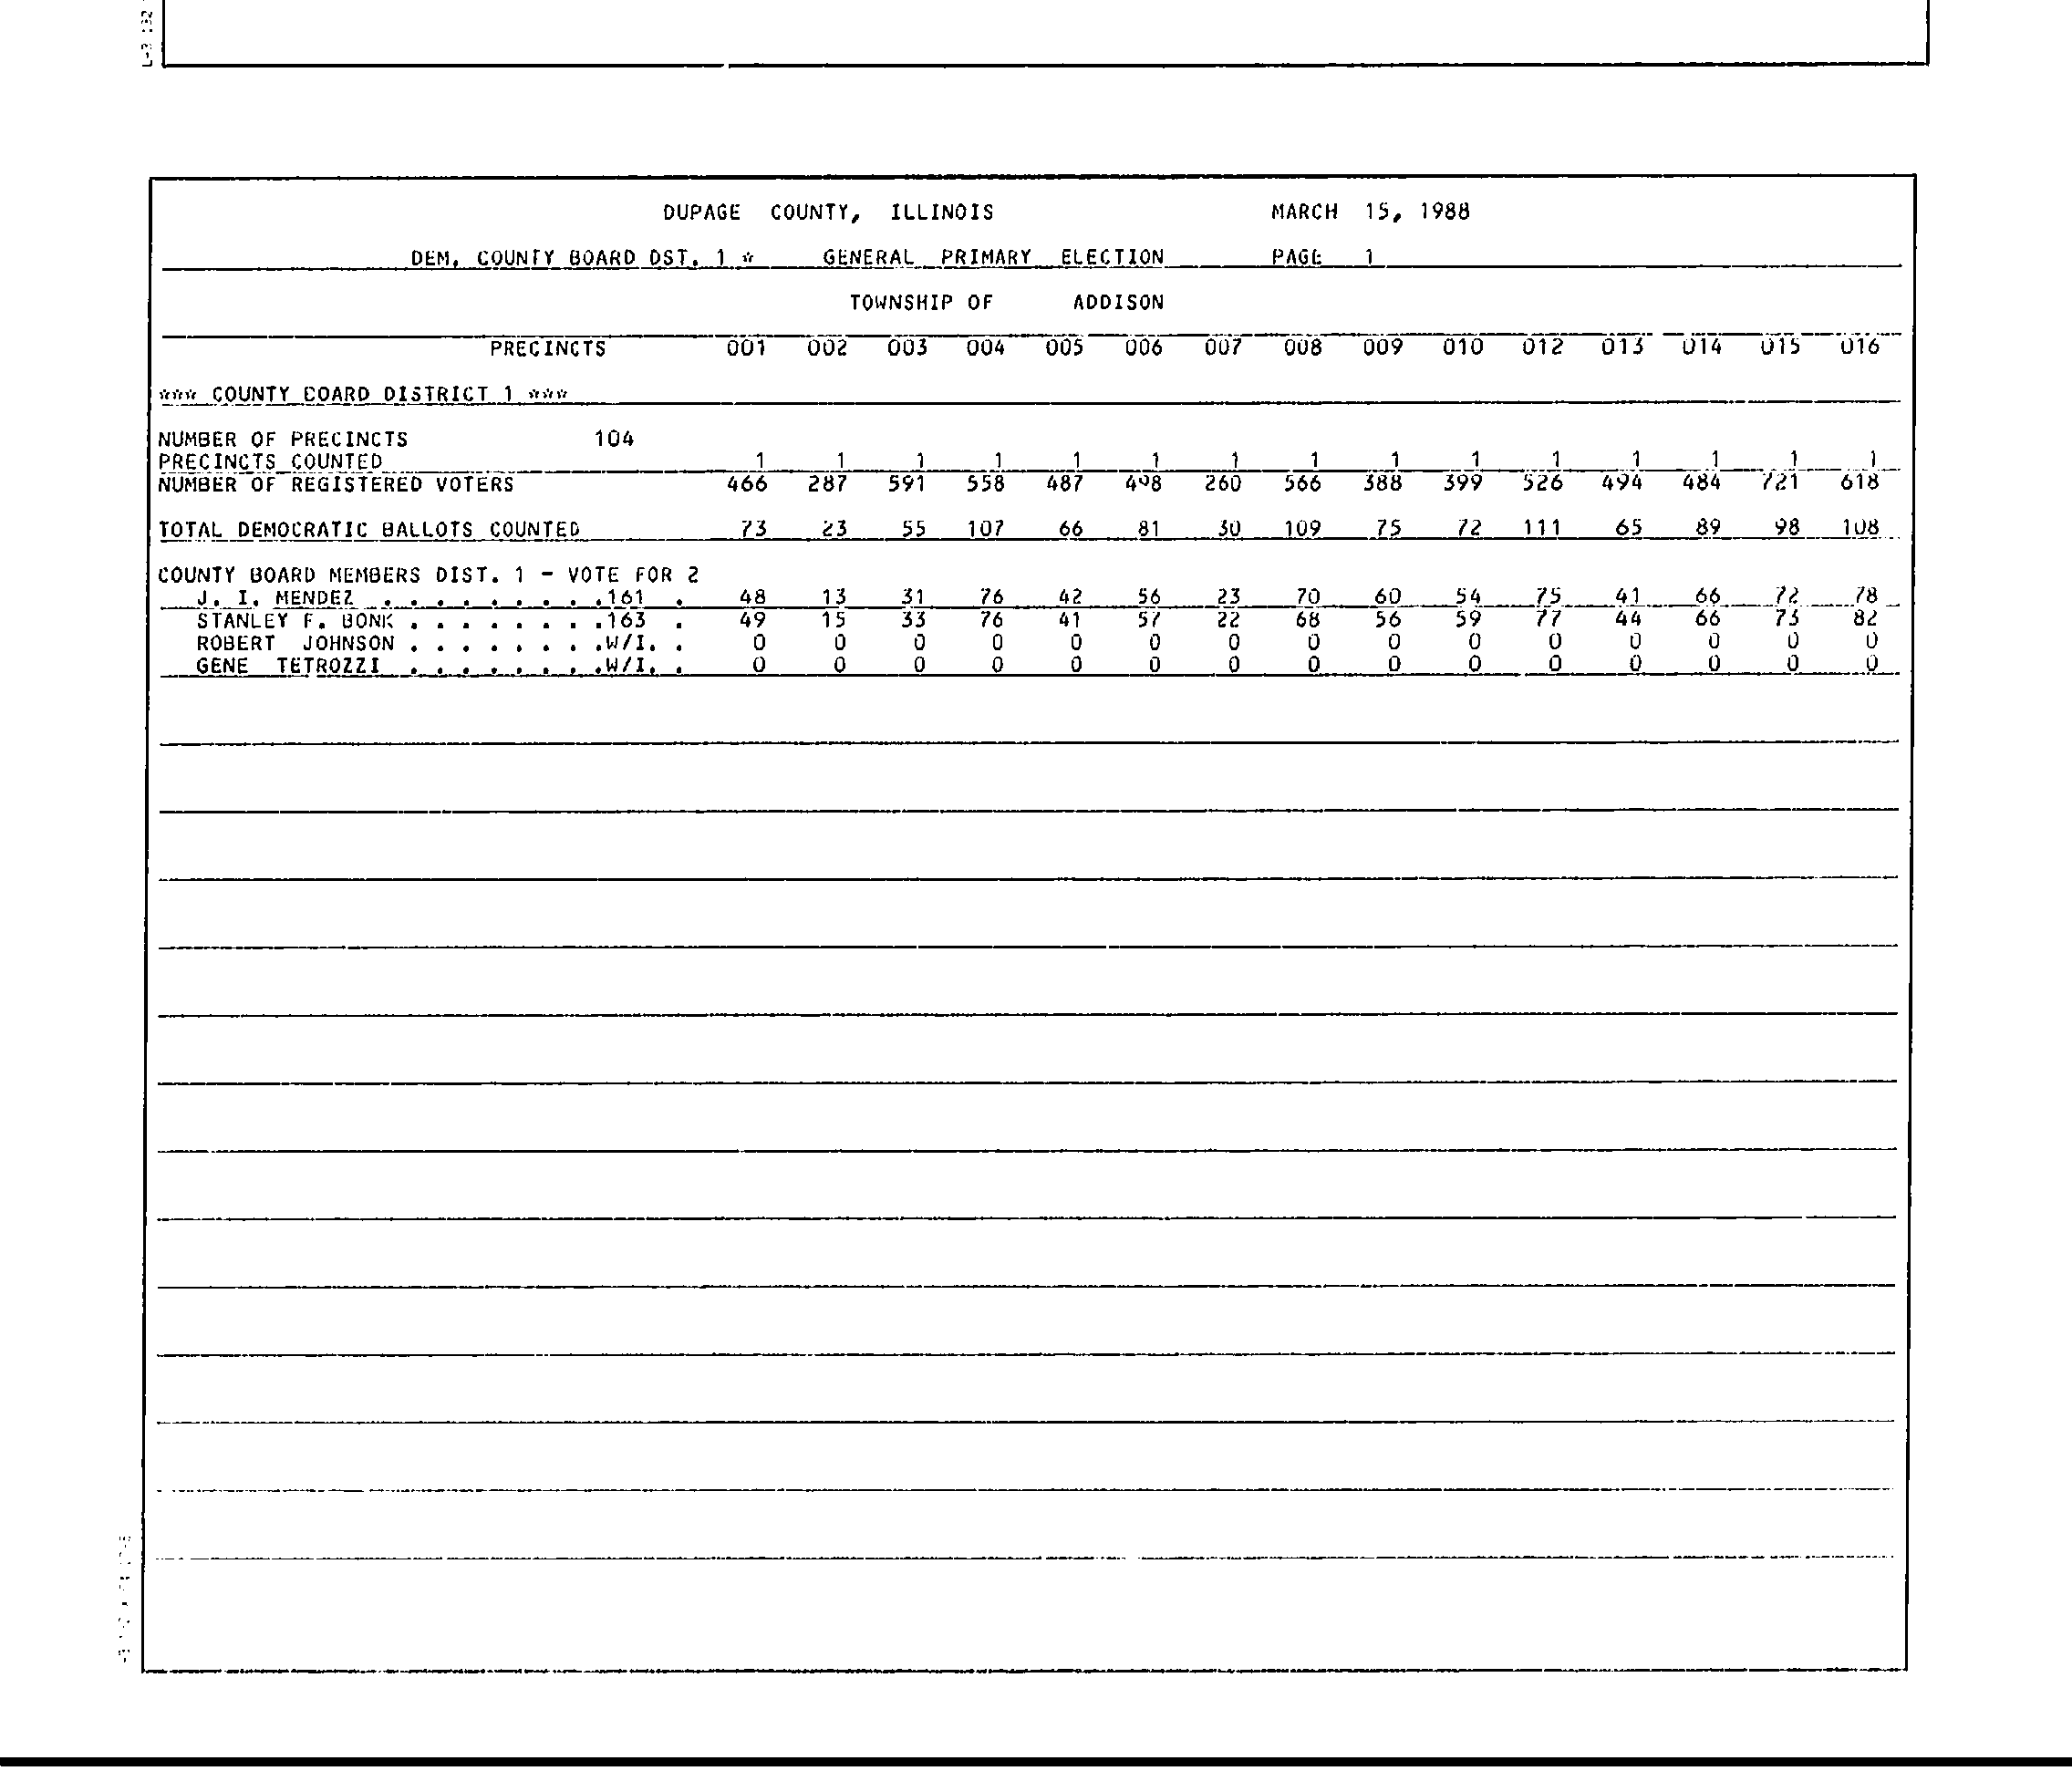 DUPAGE COUNTY, ILLINOIS MARCH 15, 1988
DEM. COUNTY BOARD DST. 1 * GENERAL PRIMARY ELECTION PAGE 1
TOWNSHIP OF ADDISON
PRECINCTS 001 002 003 004 005 006 007 008 009 010 012 013 014 015 016
*** COUNTY BOARD DISTRICT 1 ***
NUMBER OF PRECINCTS 104
PRECINCTS COUNTED 1 1 1 1 1 1 1 1 1 1 1 1 1 1 1
NUMBER OF REGISTERED VOTERS 466 287 591 558 487 498 260 566 388 399 526 494 484 721 618
TOTAL DEMOCRATIC BALLOTS COUNTED 73 23 55 107 66 81 30 109 75 72 111 65 89 98 108
COUNTY BOARD MEMBERS DIST. 1 - VOTE FOR 2
J. I. MENDEZ . . . . . . . . .161 . 48 13 31 76 42 56 23 70 60 54 75 41 66 72 78
STANLEY F. BONK . . . . . . . .163 . 49 15 33 76 41 57 22 68 56 59 77 44 66 73 82
ROBERT JOHNSON . . . . . . . .W/I. . 0 0 0 0 0 0 0 0 0 0 0 0 0 0 0
GENE TETROZZI . . . . . . . .W/I. . 0 0 0 0 0 0 0 0 0 0 0 0 0 0 0